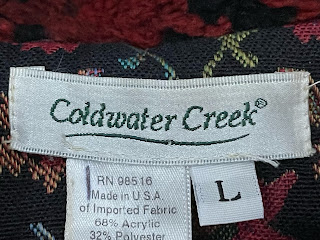 Coldwater Creek®
RN 98516
Made in U.S.A.
of Imported Fabric
68% Acrylic
32% Polyester
L